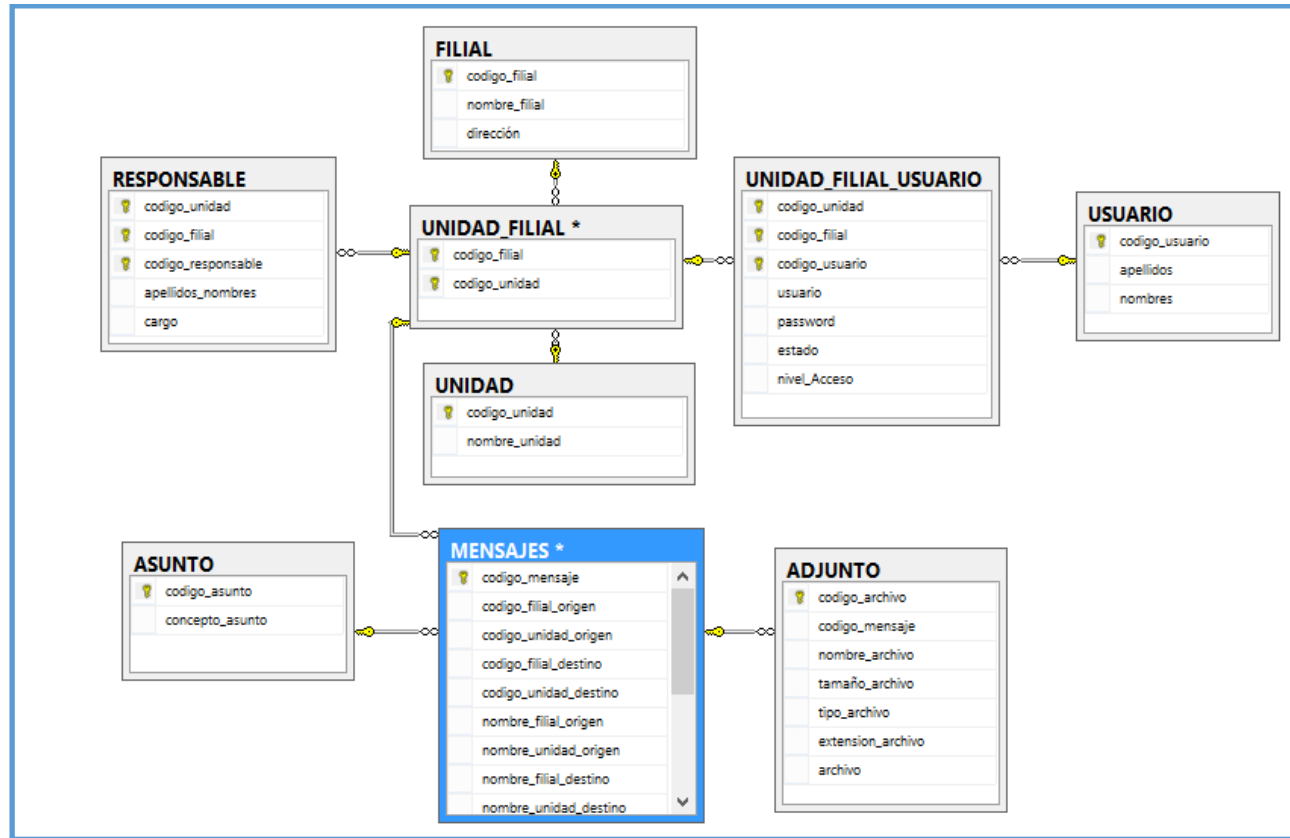 FILIAL
codigo_filial
nombre_filial
dirección
RESPONSABLE
codigo_unidad
codigo_filial
codigo_responsable
apellidos_nombres
cargo
UNIDAD_FILIAL *
codigo_filial
codigo_unidad
UNIDAD_FILIAL_USUARIO
codigo_unidad
codigo_filial
codigo_usuario
usuario
password
estado
nivel_Acceso
USUARIO
codigo_usuario
apellidos
nombres
UNIDAD
codigo_unidad
nombre_unidad
ASUNTO
codigo_asunto
concepto_asunto
MENSAJES *
codigo_mensaje
codigo_filial_origen
codigo_unidad_origen
codigo_filial_destino
codigo_unidad_destino
nombre_filial_origen
nombre_unidad_origen
nombre_filial_destino
nombre_unidad_destino
ADJUNTO
codigo_archivo
codigo_mensaje
nombre_archivo
tamaño_archivo
tipo_archivo
extension_archivo
archivo